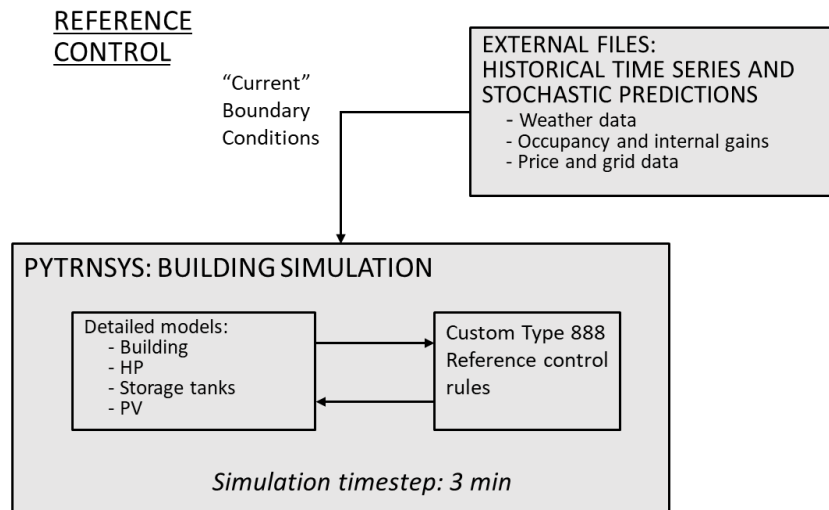 REFERENCE
CONTROL
EXTERNAL FILES:
HISTORICAL TIME SERIES AND
STOCHASTIC PREDICTIONS
- Weather data
- Occupancy and internal gains
- Price and grid data
“Current”
Boundary
Conditions
PYTRNSYS: BUILDING SIMULATION
Detailed models:
- Building
- HP
- Storage tanks
- PV
Custom Type 888
Reference control
rules
Simulation timestep: 3 min